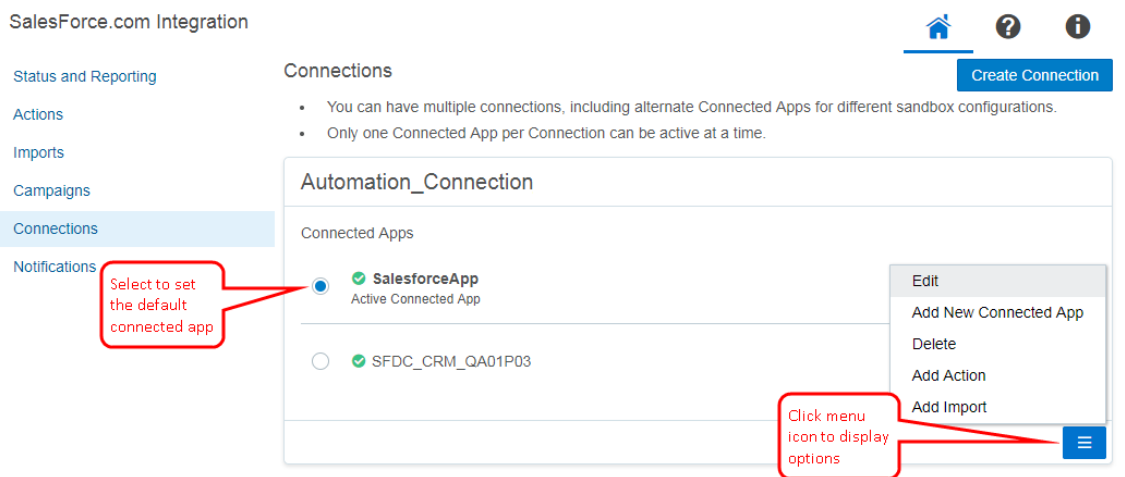 SalesForce.com Integration
Status and Reporting
Actions
Imports
Campaigns
Connections
Notifications
Connections
Create Connection
• You can have multiple connections, including alternate Connected Apps for different sandbox configurations.
• Only one Connected App per Connection can be active at a time.
Automation_Connection
Connected Apps
SalesforceApp
Active Connected App
SFDC_CRM_QA01P03
Select to set
the default
connected app
Edit
Add New Connected App
Delete
Add Action
Add Import
Click menu
icon to display
options